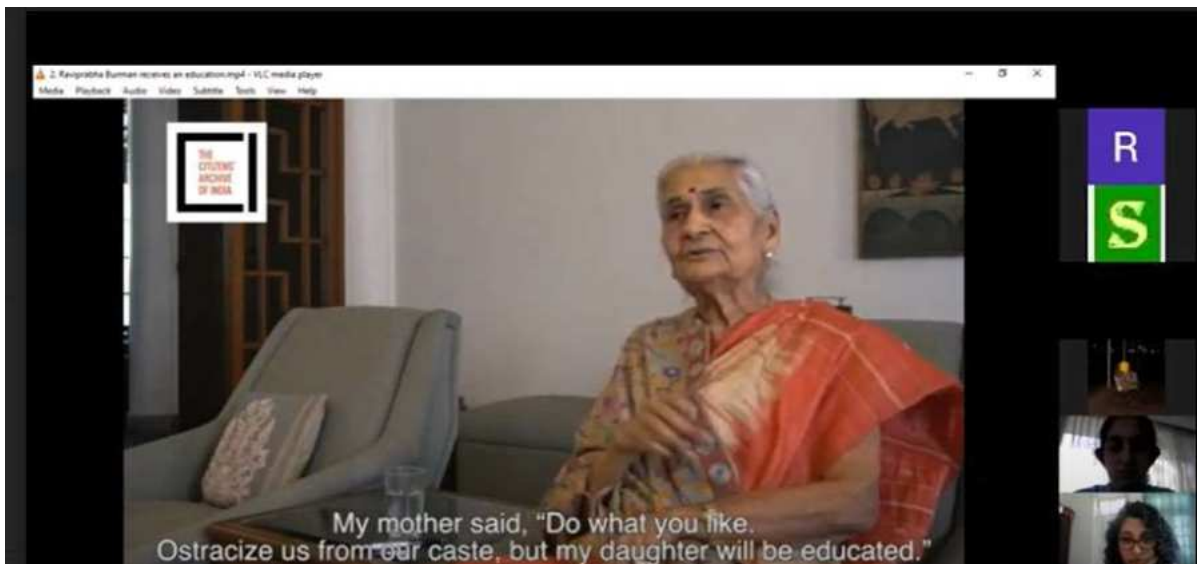 2. Raviprabha Burman receives an education.mp4 - VLC media player
Media Playback Audio Video Subtitle Tools View Help
THE
CITIZENS'
ARCHIVE
OF INDIA
R
S
My mother said, "Do what you like.
Ostracize us from our caste, but my daughter will be educated."